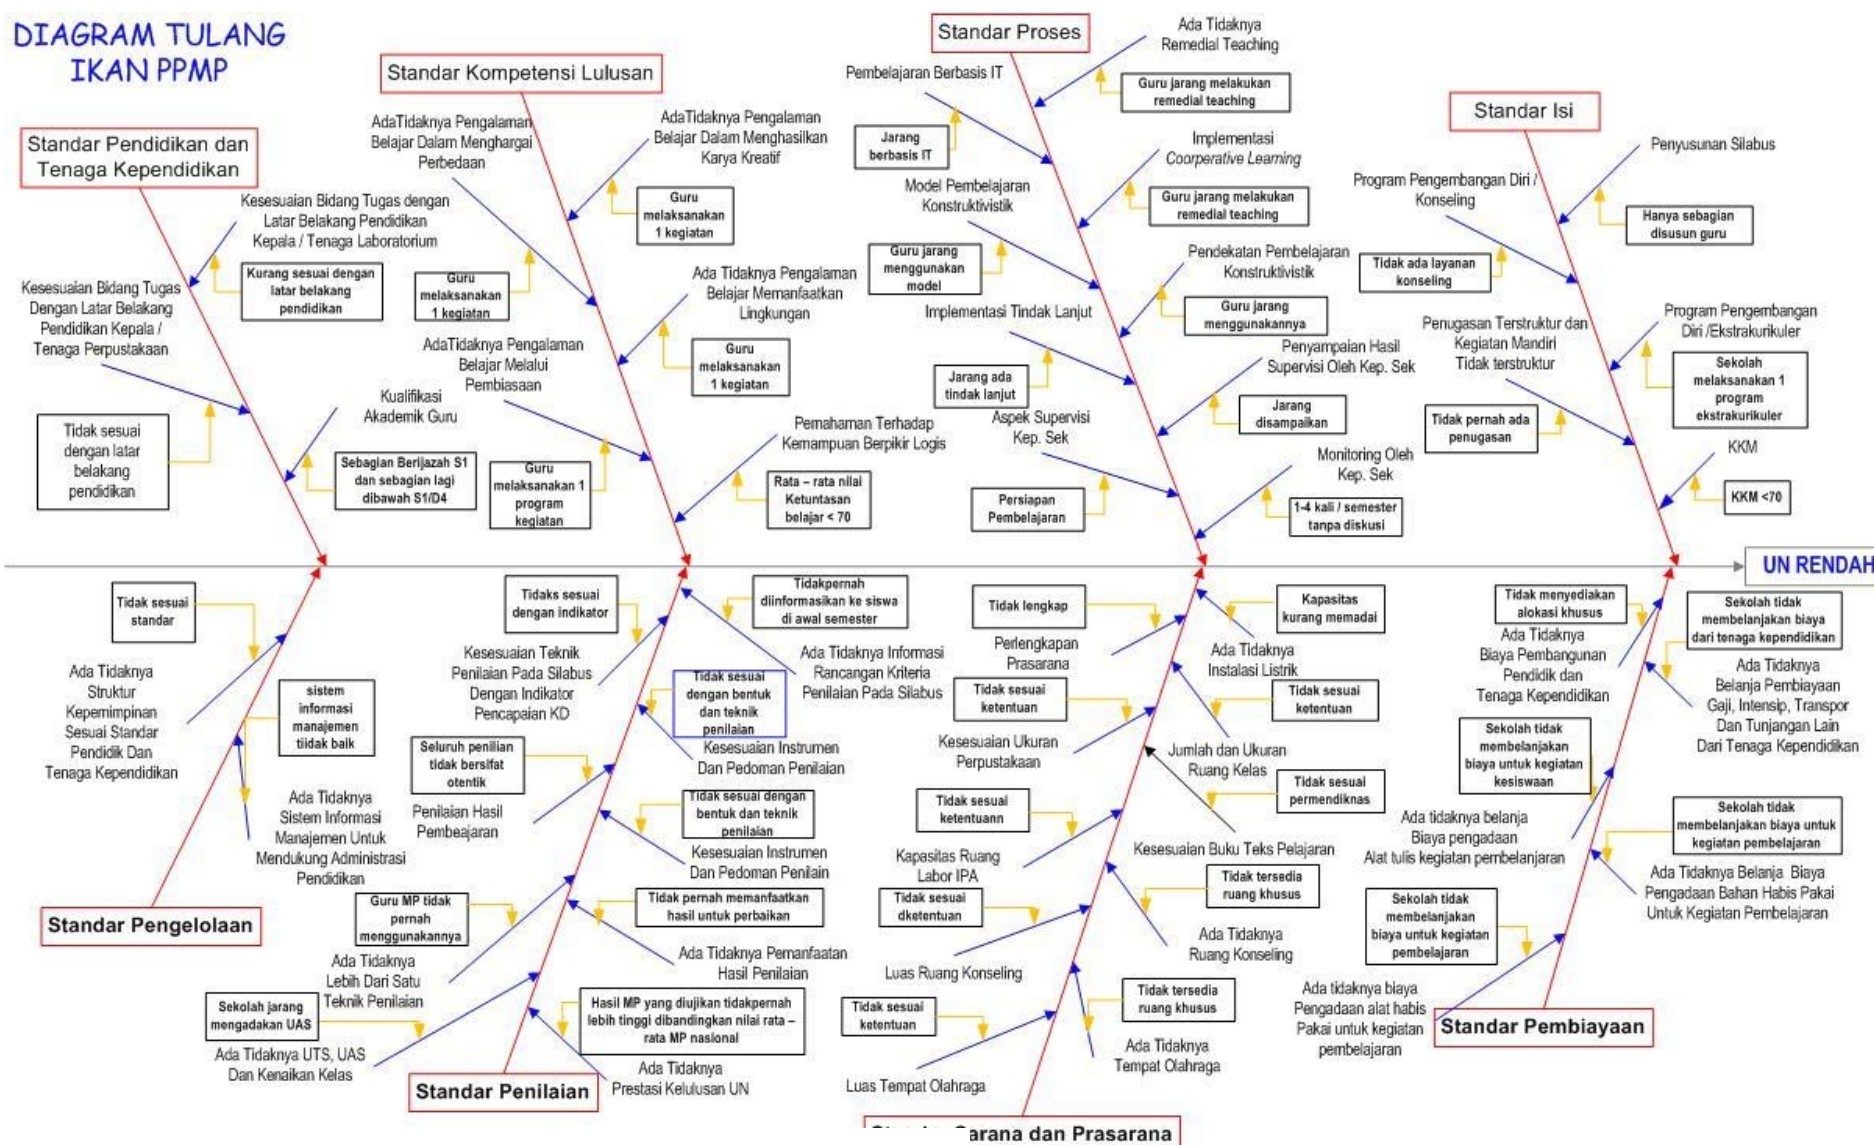 DIAGRAM TULANG
IKAN PPMP
Standar Pendidikan dan
Tenaga Kependidikan
Kesesuaian Bidang Tugas dengan
Latar Belakang Pendidikan
Kepala / Tenaga Laboratorium
Kurang sesuai dengan
latar belakang
pendidikan
Kesesuaian Bidang Tugas
Dengan Latar Belakang
Pendidikan Kepala /
Tenaga Perpustakaan
Tidak sesuai
dengan latar
belakang
pendidikan
Kualifikasi
Akademik Guru
Sebagian Berijazah S1
dan sebagian lagi
dibawah S1/D4
Standar Kompetensi Lulusan
AdaTidaknya Pengalaman
Belajar Dalam Menghargai
Perbedaan
Guru
melaksanakan
1 kegiatan
AdaTidaknya Pengalaman
Belajar Dalam Menghasilkan
Karya Kreatif
Guru
melaksanakan
1 kegiatan
AdaTidaknya Pengalaman
Belajar Melalui
Pembiasaan
Guru
melaksanakan 1
program
kegiatan
Ada Tidaknya Pengalaman
Belajar Memanfaatkan
Lingkungan
Guru
melaksanakan
1 kegiatan
Pemahaman Terhadap
Kemampuan Berpikir Logis
Rata – rata nilai
Ketuntasan
belajar < 70
Standar Proses
Ada Tidaknya
Remedial Teaching
Guru jarang melakukan
remedial teaching
Pembelajaran Berbasis IT
Jarang
berbasis IT
Implementasi
Coorperative Learning
Guru jarang melakukan
remedial teaching
Model Pembelajaran
Konstruktivistik
Guru jarang
menggunakan
model
Pendekatan Pembelajaran
Konstruktivistik
Guru jarang
menggunakannya
Implementasi Tindak Lanjut
Jarang ada
tindak lanjut
Penyampaian Hasil
Supervisi Oleh Kep. Sek
Jarang
disampaikan
Aspek Supervisi
Kep. Sek
Persiapan
Pembelajaran
Monitoring Oleh
Kep. Sek
1-4 kali / semester
tanpa diskusi
Standar Isi
Penyusunan Silabus
Hanya sebagian
disusun guru
Program Pengembangan Diri /
Konseling
Tidak ada layanan
konseling
Program Pengembangan
Diri /Ekstrakurikuler
Sekolah
melaksanakan 1
program
ekstrakurikuler
Penugasan Terstruktur dan
Kegiatan Mandiri
Tidak terstruktur
Tidak pernah ada
penugasan
KKM
KKM <70
UN RENDAH
Tidak sesuai
standar
Ada Tidaknya
Struktur
Kepemimpinan
Sesuai Standar
Pendidik Dan
Tenaga Kependidikan
sistem
informasi
manajemen
tiidak baik
Ada Tidaknya
Sistem Informasi
Manajemen Untuk
Mendukung Administrasi
Pendidikan
Standar Pengelolaan
Tidaks sesuai
dengan indikator
Kesesuaian Teknik
Penilaian Pada Silabus
Dengan Indikator
Pencapaian KD
Tidakpernah
diinformasikan ke siswa
di awal semester
Ada Tidaknya Informasi
Rancangan Kriteria
Penilaian Pada Silabus
Tidak sesuai
dengan bentuk
dan teknik
penilaian
Kesesuaian Instrumen
Dan Pedoman Penilaian
Seluruh penilian
tidak bersifat
otentik
Penilaian Hasil
Pembeajaran
Tidak sesuai dengan
bentuk dan teknik
penilaian
Kesesuaian Instrumen
Dan Pedoman Penilain
Guru MP tidak
pernah
menggunakannya
Ada Tidaknya
Lebih Dari Satu
Teknik Penilaian
Tidak pernah memanfaatkan
hasil untuk perbaikan
Ada Tidaknya Pemanfaatan
Hasil Penilaian
Sekolah jarang
mengadakan UAS
Ada Tidaknya UTS, UAS
Dan Kenaikan Kelas
Hasil MP yang diujikan tidakpernah
lebih tinggi dibandingkan nilai rata –
rata MP nasional
Ada Tidaknya
Prestasi Kelulusan UN
Standar Penilaian
Tidak lengkap
Perlengkapan
Prasarana
Kapasitas
kurang memadai
Ada Tidaknya
Instalasi Listrik
Tidak sesuai
ketentuan
Kesesuaian Ukuran
Perpustakaan
Tidak sesuai
ketentuan
Jumlah dan Ukuran
Ruang Kelas
Tidak sesuai
permendiknas
Kesesuaian Buku Teks Pelajaran
Tidak sesuai
ketentuann
Kapasitas Ruang
Labor IPA
Tidak tersedia
ruang khusus
Ada Tidaknya
Ruang Konseling
Tidak sesuai
dketentuan
Luas Ruang Konseling
Tidak tersedia
ruang khusus
Ada Tidaknya
Tempat Olahraga
Tidak sesuai
ketentuan
Luas Tempat Olahraga
arana dan Prasarana
Tidak menyediakan
alokasi khusus
Ada Tidaknya
Biaya Pembangunan
Pendidik dan
Tenaga Kependidikan
Sekolah tidak
membelanjakan biaya
dari tenaga kependidikan
Ada Tidaknya
Belanja Pembiayaan
Gaji, Intensip, Transpor
Dan Tunjangan Lain
Dari Tenaga Kependidikan
Sekolah tidak
membelanjakan
biaya untuk kegiatan
kesiswaan
Ada tidaknya belanja
Biaya pengadaan
Alat tulis kegiatan pembelanjaran
Sekolah tidak
membelanjakan biaya untuk
kegiatan pembelajaran
Ada Tidaknya Belanja Biaya
Pengadaan Bahan Habis Pakai
Untuk Kegiatan Pembelajaran
Sekolah tidak
membelanjakan
biaya untuk kegiatan
pembelajaran
Ada tidaknya biaya
Pengadaan alat habis
Pakai untuk kegiatan
pembelajaran
Standar Pembiayaan